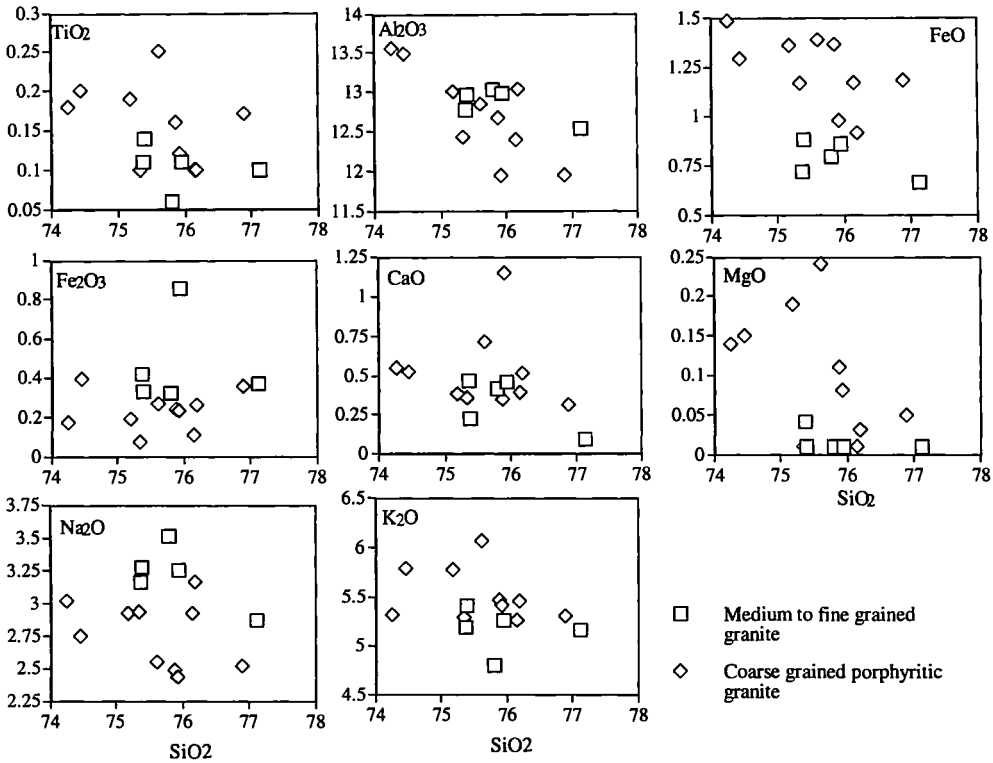 TiO2
0.3
0.25
0.2
0.15
0.1
0.05
74 75 76 77 78
Al2O3
14
13.5
13
12.5
12
11.5
74 75 76 77 78
FeO
1.5
1.25
1
0.75
0.5
74 75 76 77 78
Fe2O3
1
0.8
0.6
0.4
0.2
0
74 75 76 77 78
CaO
1.25
1
0.75
0.5
0.25
0
74 75 76 77 78
MgO
0.25
0.2
0.15
0.1
0.05
0
74 75 76 77 78
SiO2
Na2O
3.75
3.5
3.25
3
2.75
2.5
2.25
74 75 76 77 78
SiO2
K2O
6.5
6
5.5
5
4.5
74 75 76 77 78
SiO2
Medium to fine grained
granite
Coarse grained porphyritic
granite